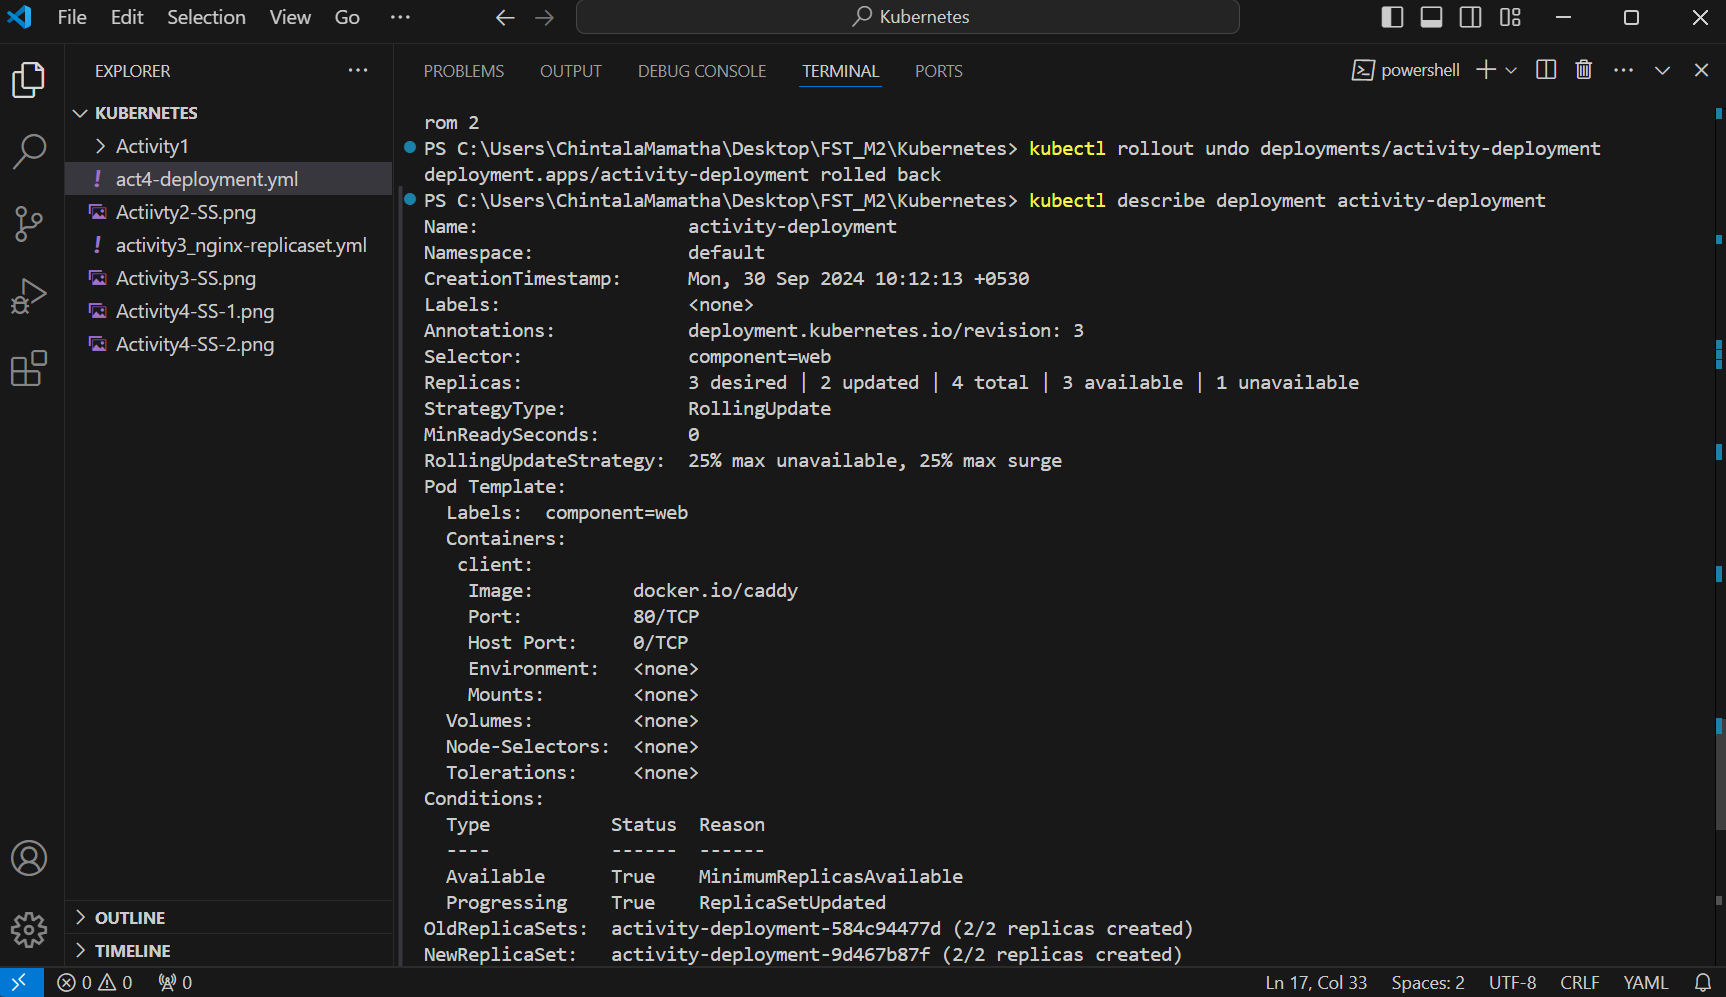 File Edit Selection View Go ··· Kubernetes
EXPLORER ···
KUBERNETES
Activity1
! act4-deployment.yml
Actiivty2-SS.png
! activity3_nginx-replicaset.yml
Activity3-SS.png
Activity4-SS-1.png
Activity4-SS-2.png
OUTLINE
TIMELINE
PROBLEMS OUTPUT DEBUG CONSOLE TERMINAL PORTS powershell ···
rom 2
PS C:\Users\ChintalaMamatha\Desktop\FST_M2\Kubernetes> kubectl rollout undo deployments/activity-deployment
deployment.apps/activity-deployment rolled back
PS C:\Users\ChintalaMamatha\Desktop\FST_M2\Kubernetes> kubectl describe deployment activity-deployment
Name: activity-deployment
Namespace: default
CreationTimestamp: Mon, 30 Sep 2024 10:12:13 +0530
Labels: <none>
Annotations: deployment.kubernetes.io/revision: 3
Selector: component=web
Replicas: 3 desired | 2 updated | 4 total | 3 available | 1 unavailable
StrategyType: RollingUpdate
MinReadySeconds: 0
RollingUpdateStrategy: 25% max unavailable, 25% max surge
Pod Template:
Labels: component=web
Containers:
client:
Image: docker.io/caddy
Port: 80/TCP
Host Port: 0/TCP
Environment: <none>
Mounts: <none>
Volumes: <none>
Node-Selectors: <none>
Tolerations: <none>
Conditions:
Type Status Reason
---- ------ ------
Available True MinimumReplicasAvailable
Progressing True ReplicaSetUpdated
OldReplicaSets: activity-deployment-584c94477d (2/2 replicas created)
NewReplicaSet: activity-deployment-9d467b87f (2/2 replicas created)
0 0 0 Ln 17, Col 33 Spaces: 2 UTF-8 CRLF YAML